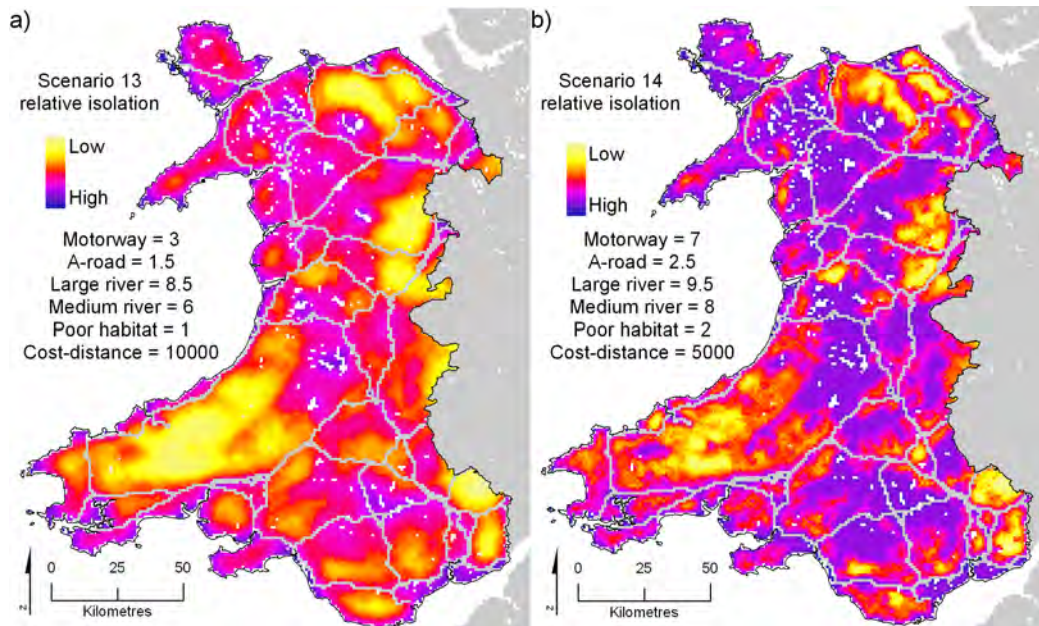 a)
Scenario 13
relative isolation
Low
High
Motorway = 3
A-road = 1.5
Large river = 8.5
Medium river = 6
Poor habitat = 1
Cost-distance = 10000
0 25 50
Kilometres
z
b)
Scenario 14
relative isolation
Low
High
Motorway = 7
A-road = 2.5
Large river = 9.5
Medium river = 8
Poor habitat = 2
Cost-distance = 5000
0 25 50
Kilometres
z